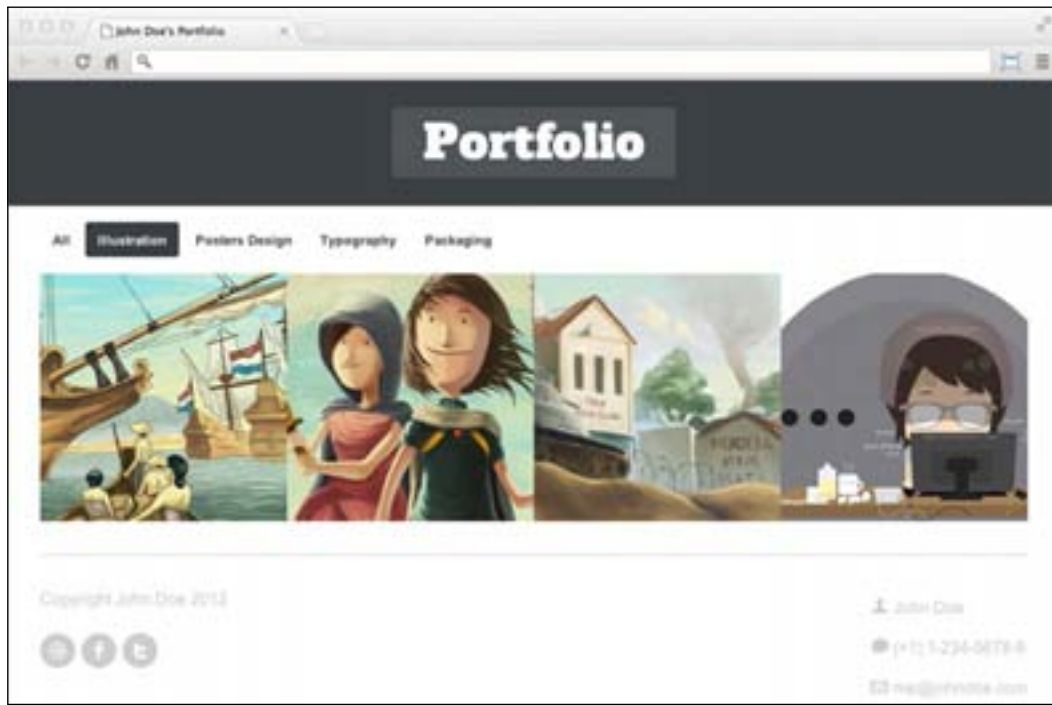 John Doe's Portfolio
Portfolio
All Illustration Posters Design Typography Packaging
Copyright John Doe 2012
John Doe
(+1) 1-234-5678-9
me@johndoe.com